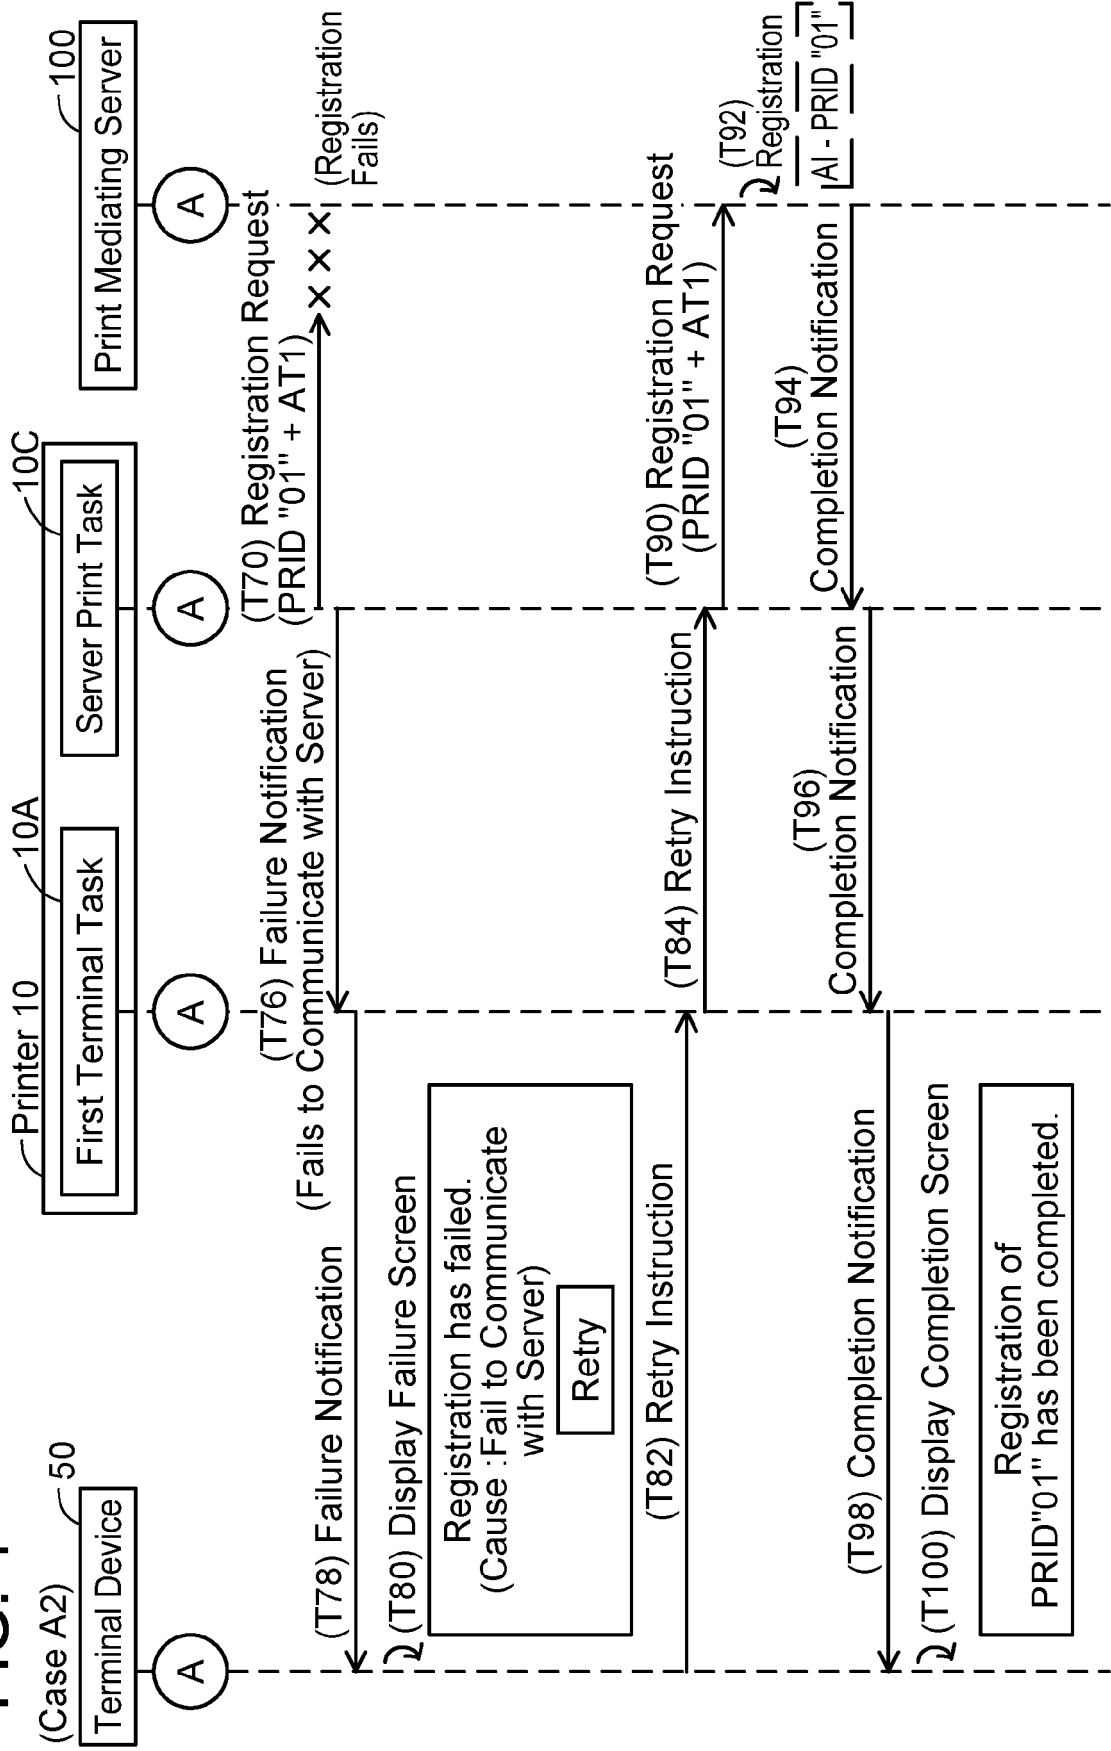 (Case A2)
50
Terminal Device
Printer 10
10A
First Terminal Task
10C
Server Print Task
100
Print Mediating Server
A
A
A
A
(T70) Registration Request
(PRID "01" + AT1)
(Registration
Fails)
(T76) Failure Notification
(Fails to Communicate with Server)
(T78) Failure Notification
(T80) Display Failure Screen
Registration has failed.
(Cause :Fail to Communicate
with Server)
Retry
(T82) Retry Instruction
(T84) Retry Instruction
(T90) Registration Request
(PRID "01" + AT1)
(T92)
Registration
AI - PRID "01"
(T94)
Completion Notification
(T96)
Completion Notification
(T98) Completion Notification
(T100) Display Completion Screen
Registration of
PRID"01" has been completed.